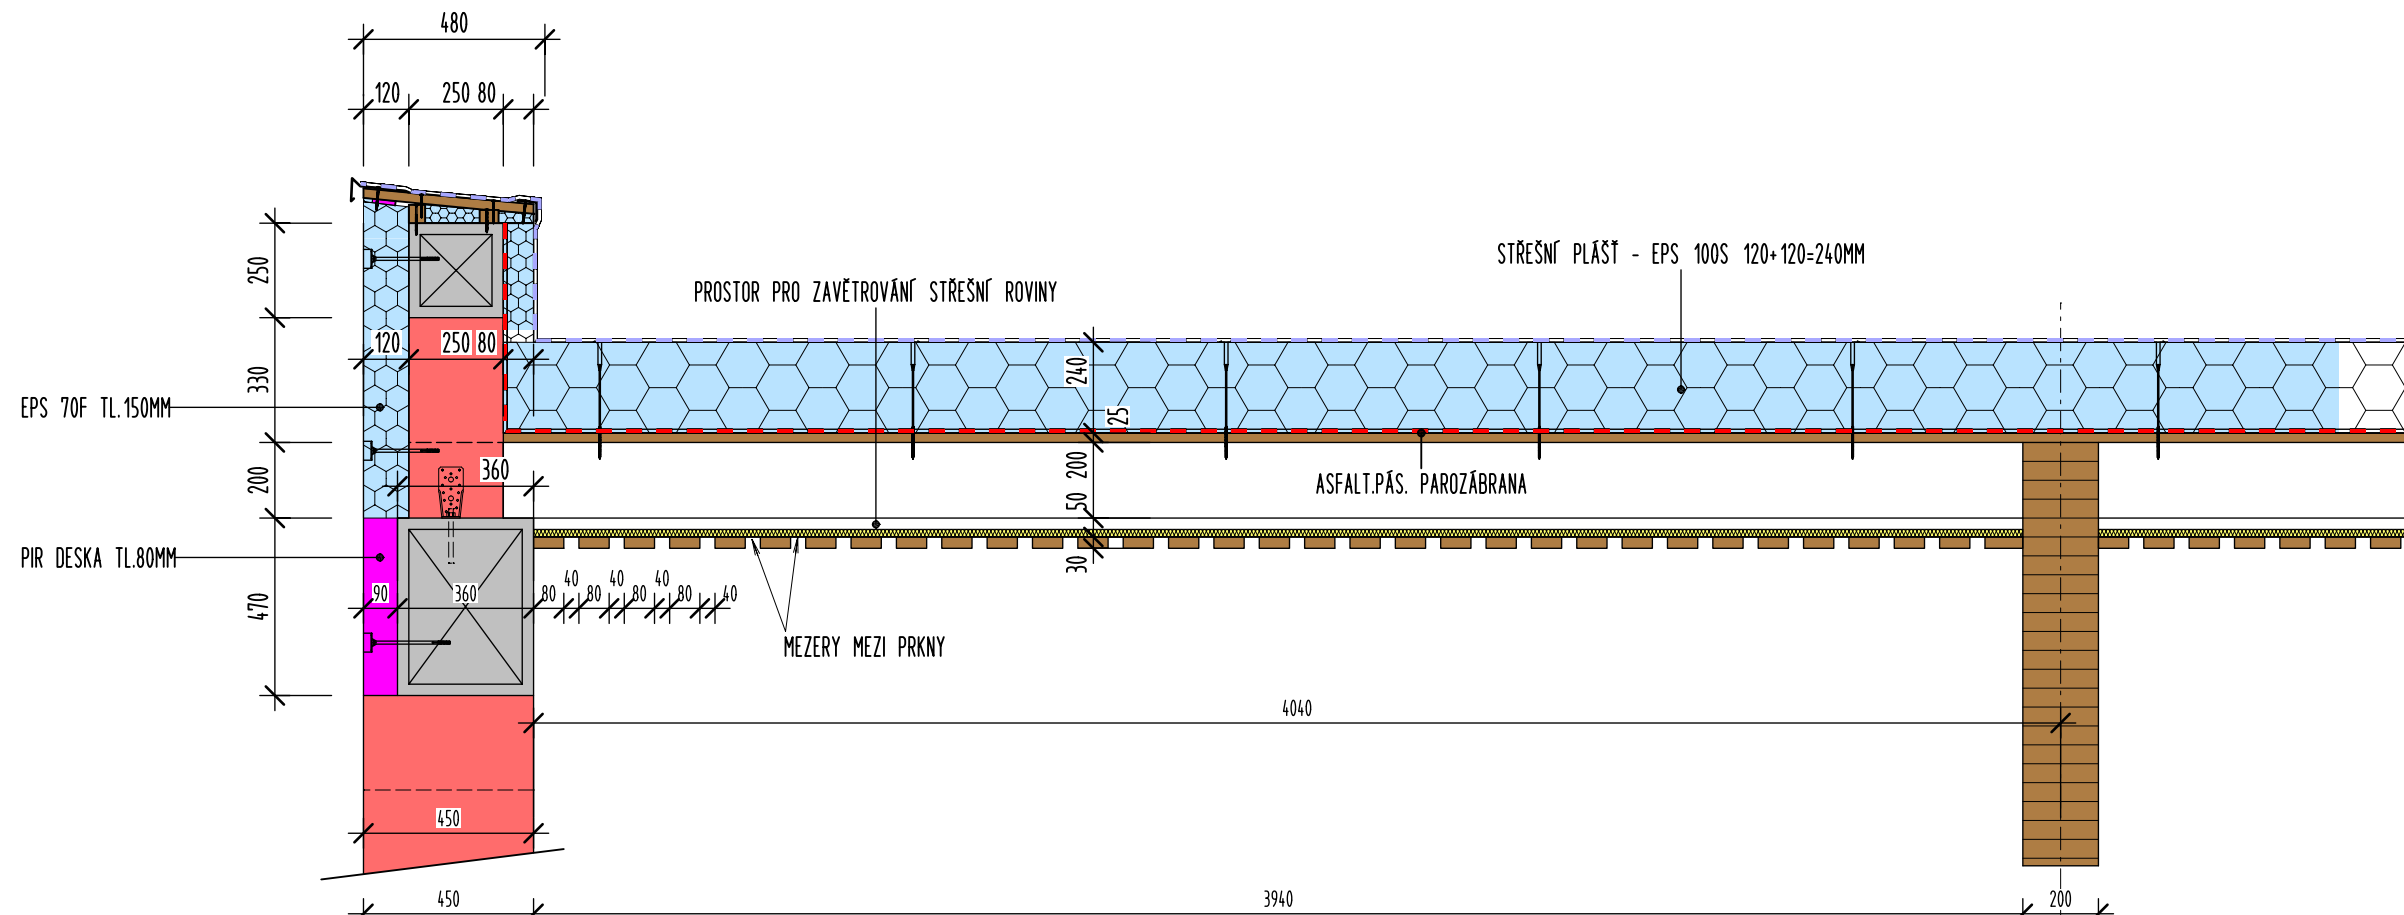 480
120 250 80
250
330
200
470
120 250 80
EPS 70F TL.150MM
PIR DESKA TL.80MM
PROSTOR PRO ZAVĚTROVÁNÍ STŘEŠNÍ ROVINY
STŘEŠNÍ PLÁŠŤ - EPS 100S 120+120=240MM
240
25
200
50
30
360
ASFALT.PÁS. PAROZÁBRANA
90 360 80 40 80 40 80 40 80 40
MEZERY MEZI PRKNY
4040
450
450 3940 200